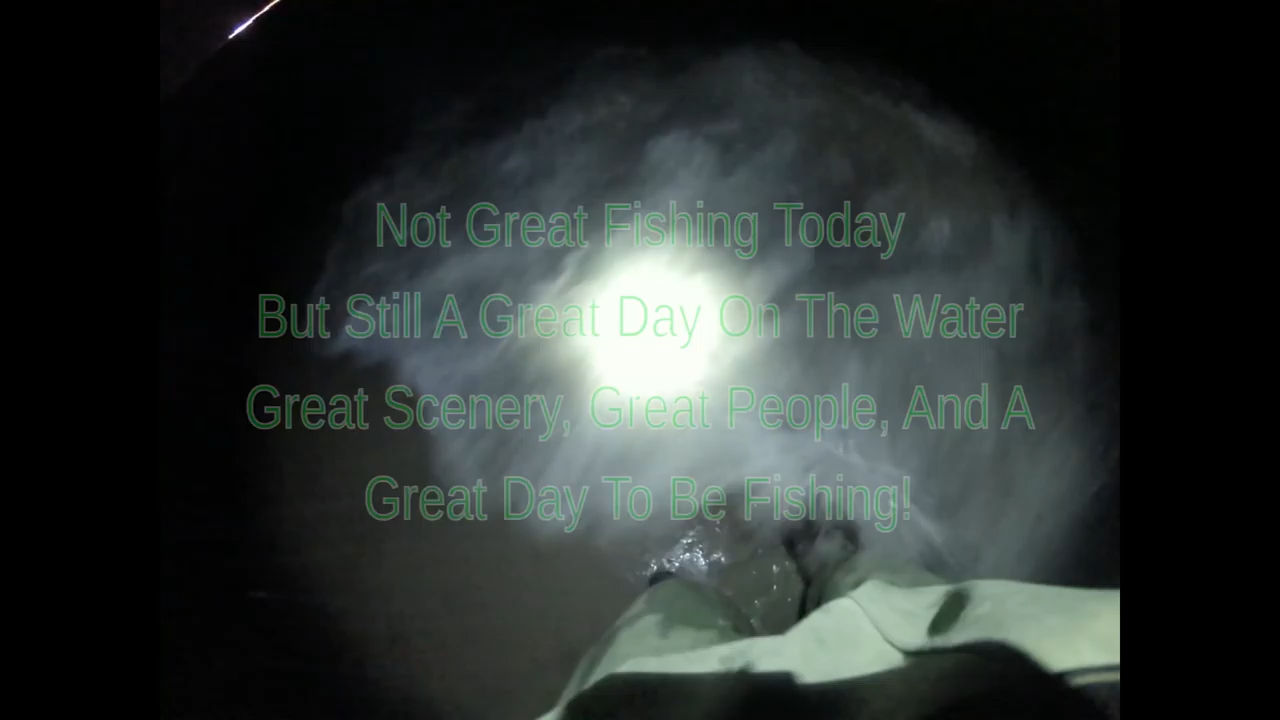 Not Great Fishing Today
But Still A Great Day On The Water
Great Scenery, Great People, And A
Great Day To Be Fishing!